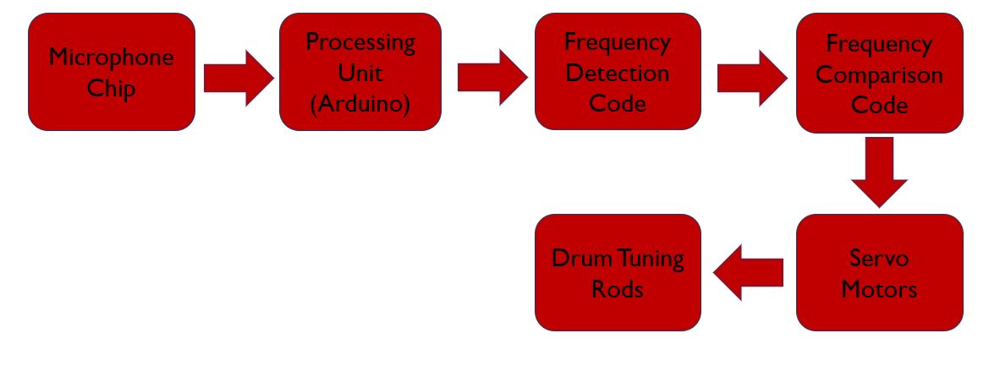 Microphone
Chip
Processing
Unit
(Arduino)
Frequency
Detection
Code
Frequency
Comparison
Code
Drum Tuning
Rods
Servo
Motors